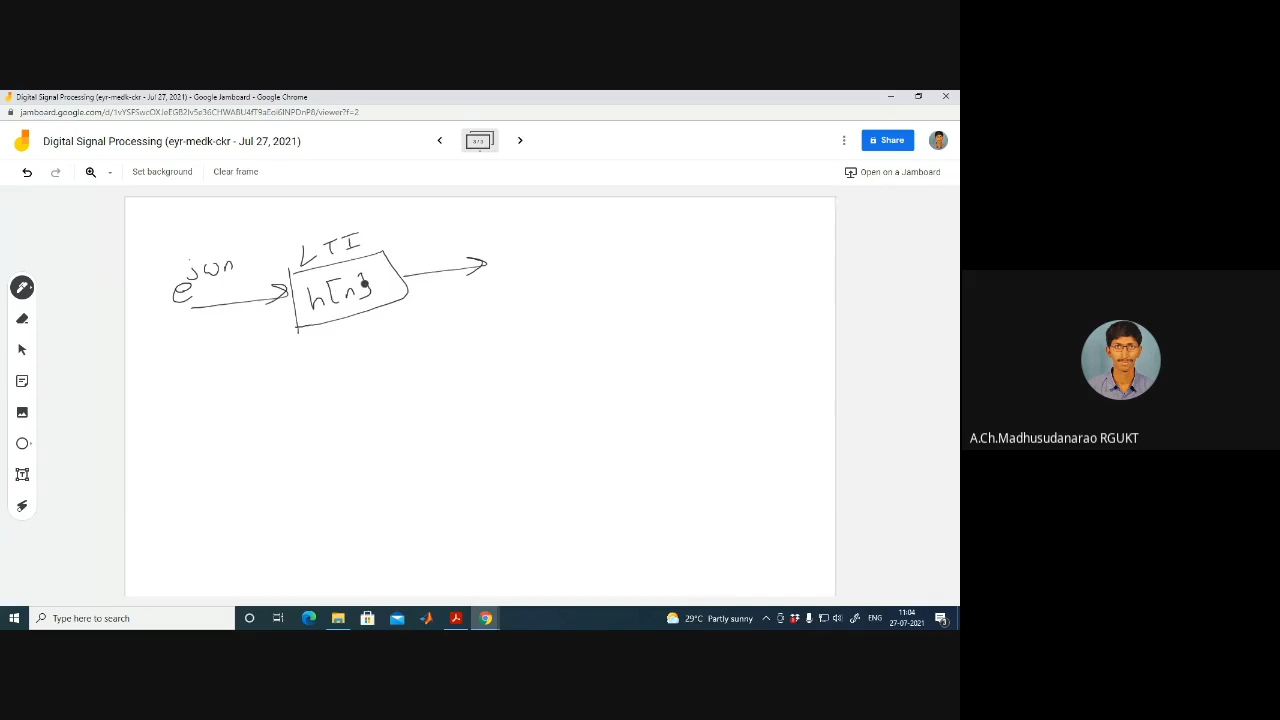 Digital Signal Processing (eyr-medk-ckr - Jul 27, 2021) - Google Jamboard - Google Chrome
Digital Signal Processing (eyr-medk-ckr - Jul 27, 2021)
3 / 3
Share
Set background
Clear frame
Open on a Jamboard
LTI
e^jωn
h[n]
A.Ch.Madhusudanarao RGUKT
Type here to search
29°C Partly sunny
ENG
11:04
27-07-2021